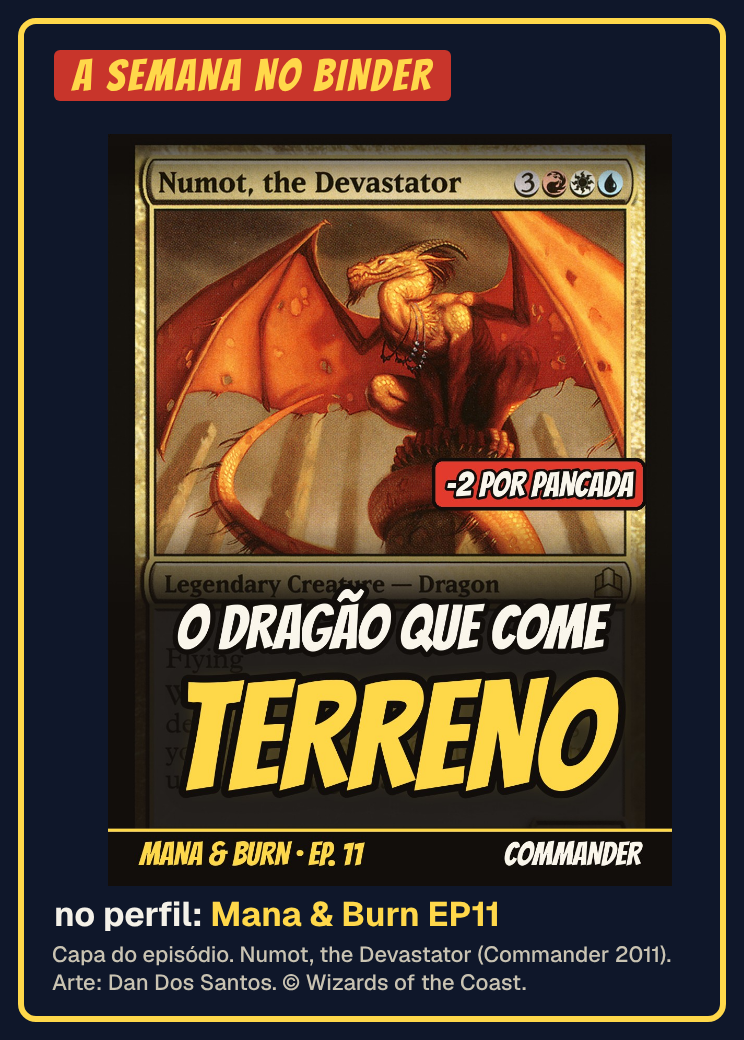 A SEMANA NO BINDER
Numot, the Devastator
3
-2 POR PANCADA
Legendary Creature — Dragon
O DRAGÃO QUE COME
Flying
TERRENO
MANA & BURN • EP. 11
COMMANDER
no perfil: Mana & Burn EP11
Capa do episódio. Numot, the Devastator (Commander 2011).
Arte: Dan Dos Santos. © Wizards of the Coast.